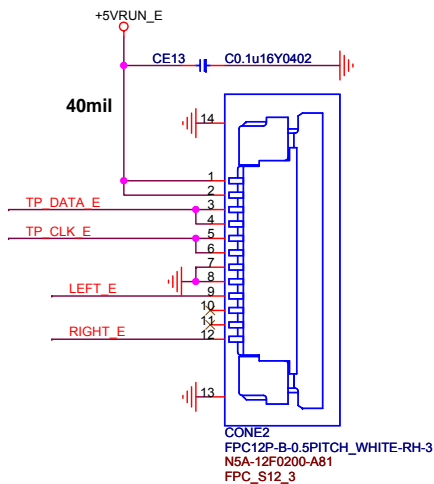 +5VRUN_E
CE13 C0.1u16Y0402
40mil
14
1
2
TP_DATA_E 3
4
TP_CLK_E 5
6
7
8
LEFT_E 9
10
11
RIGHT_E 12
13
CONE2
FPC12P-B-0.5PITCH_WHITE-RH-3
N5A-12F0200-A81
FPC_S12_3